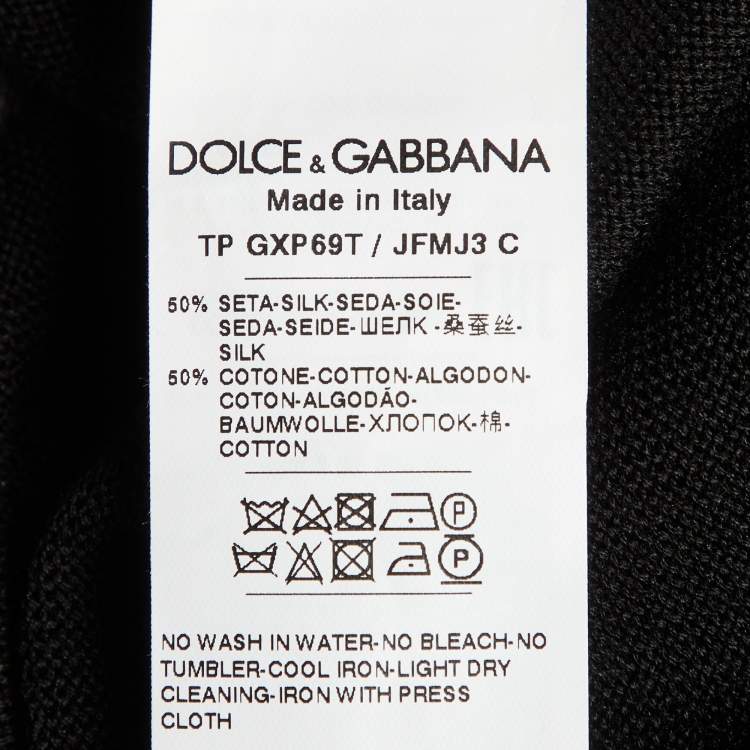 DOLCE & GABBANA
Made in Italy
TP GXP69T / JFMJ3 C
50% SETA-SILK-SEDA-SOIE-
SEDA-SEIDE-ШЕЛК -桑蚕丝-
SILK
50% COTONE-COTTON-ALGODON-
COTON-ALGODÃO-
BAUMWOLLE-ХЛОПОК-棉-
COTTON
P
P
NO WASH IN WATER-NO BLEACH-NO
TUMBLER-COOL IRON-LIGHT DRY
CLEANING-IRON WITH PRESS
CLOTH